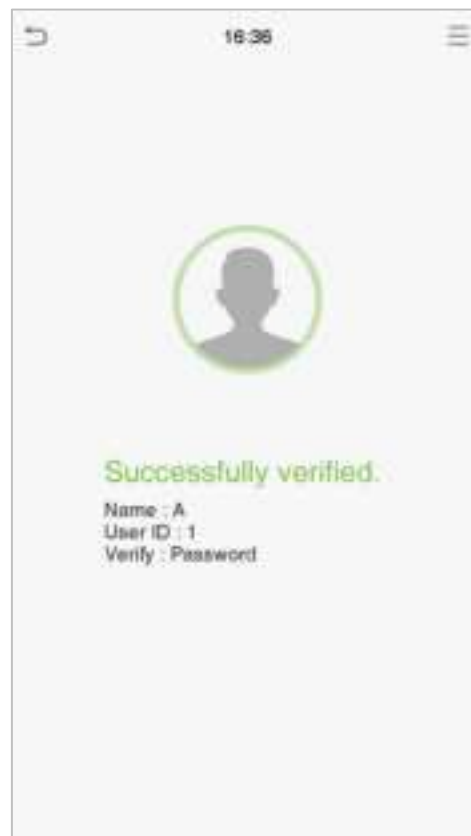 16:36
Successfully verified.
Name : A
User ID : 1
Verify : Password